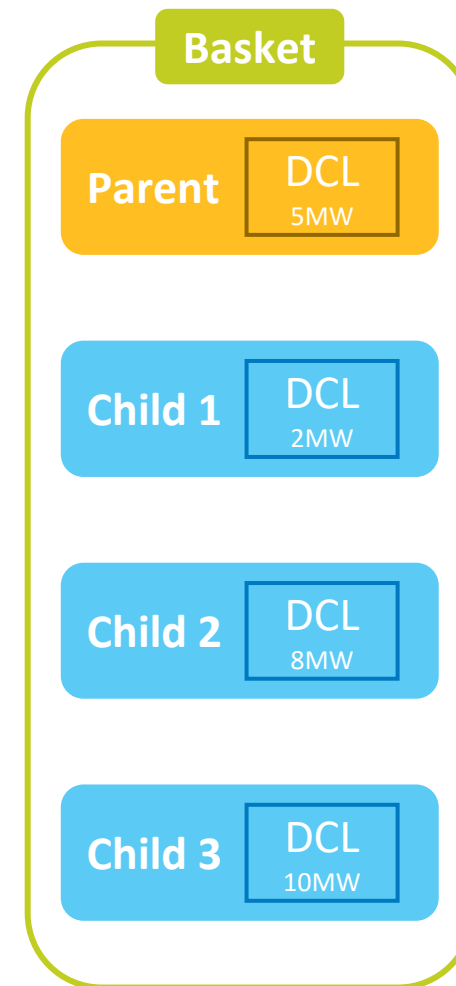 Basket
Parent
DCL
5MW
Child 1
DCL
2MW
Child 2
DCL
8MW
Child 3
DCL
10MW